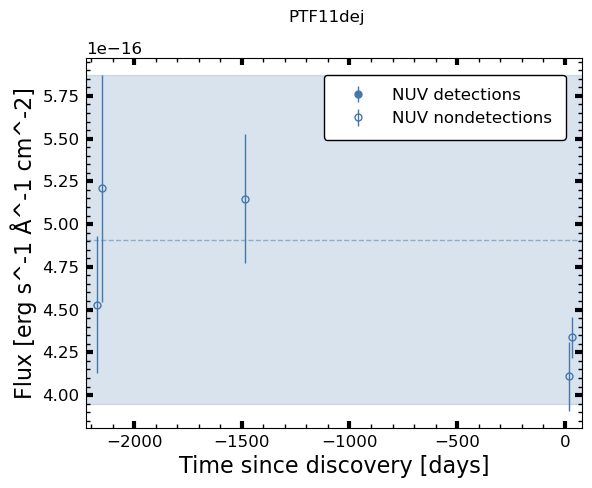 PTF11dej
1e−16
NUV detections
NUV nondetections
5.75
5.50
5.25
5.00
4.75
4.50
4.25
4.00
Flux [erg s^-1 Å^-1 cm^-2]
−2000
−1500
−1000
−500
0
Time since discovery [days]